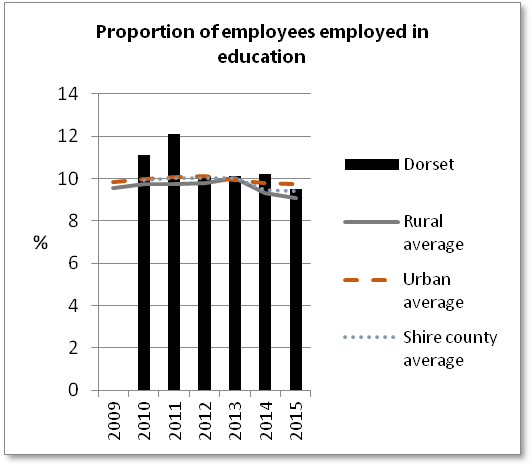 Proportion of employees employed in
education
14
12
10
8
6
4
2
0
%
2009
2010
2011
2012
2013
2014
2015
Dorset
Rural
average
Urban
average
Shire county
average